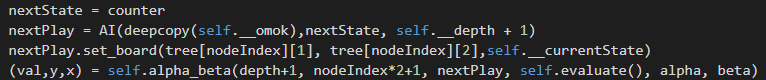 nextState = counter
nextPlay = AI(deepcopy(self.__omok),nextState, self.__depth + 1)
nextPlay.set_board(tree[nodeIndex][1], tree[nodeIndex][2],self.__currentState)
(val,y,x) = self.alpha_beta(depth+1, nodeIndex*2+1, nextPlay, self.evaluate(), alpha, beta)